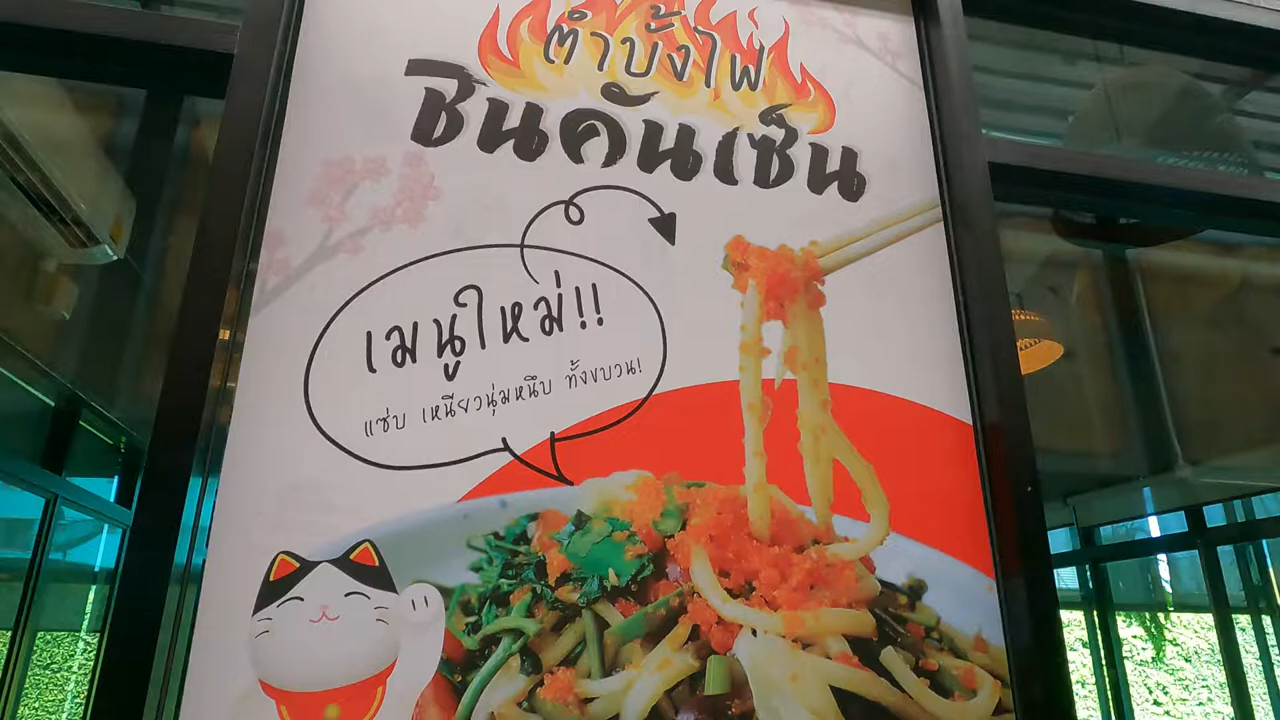 ตำบั้งไฟ
ชินคันเซ็น
เมนูใหม่!!
แซ่บ เหนียวนุ่มหนึบ ทั้งขบวน!